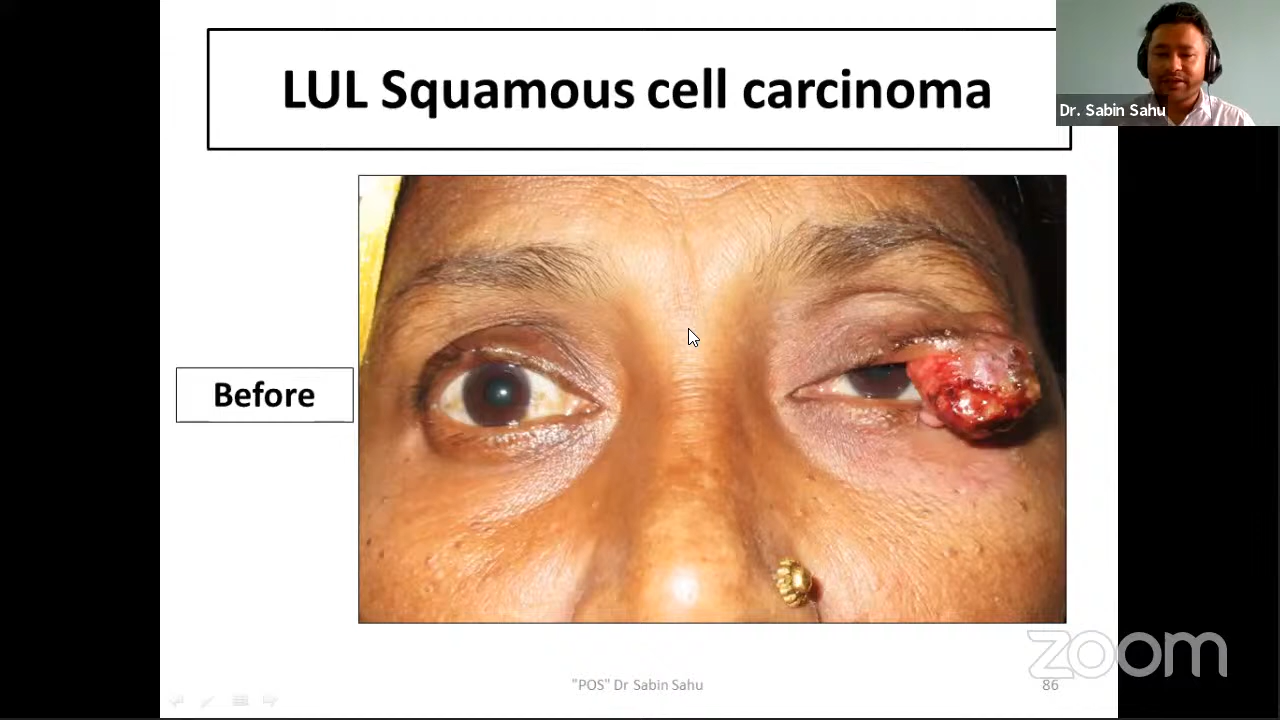 LUL Squamous cell carcinoma
Dr. Sabin Sahu
Before
zoom
"POS" Dr Sabin Sahu
86